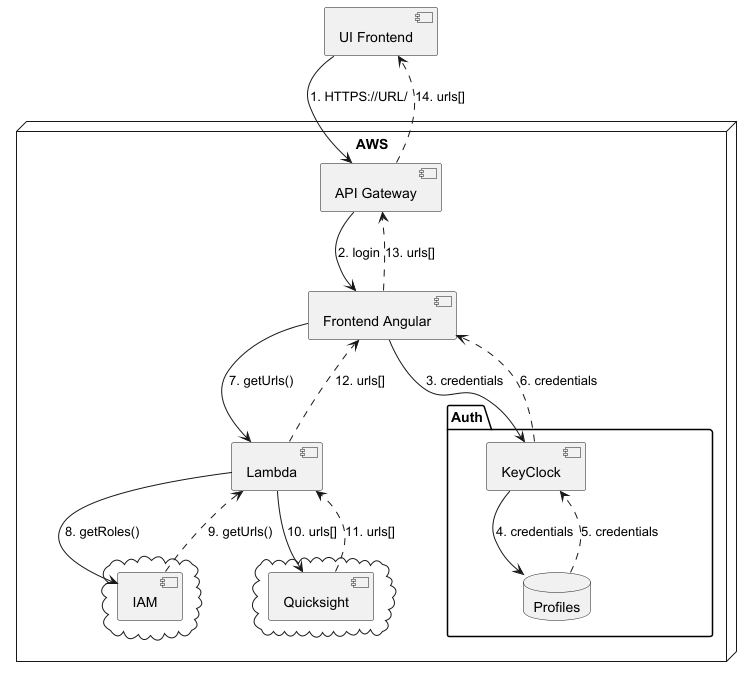 UI Frontend
1. HTTPS://URL/
14. urls[]
AWS
API Gateway
2. login
13. urls[]
Frontend Angular
7. getUrls()
12. urls[]
3. credentials
6. credentials
Auth
Lambda
KeyClock
8. getRoles()
9. getUrls()
10. urls[]
11. urls[]
4. credentials
5. credentials
IAM
Quicksight
Profiles